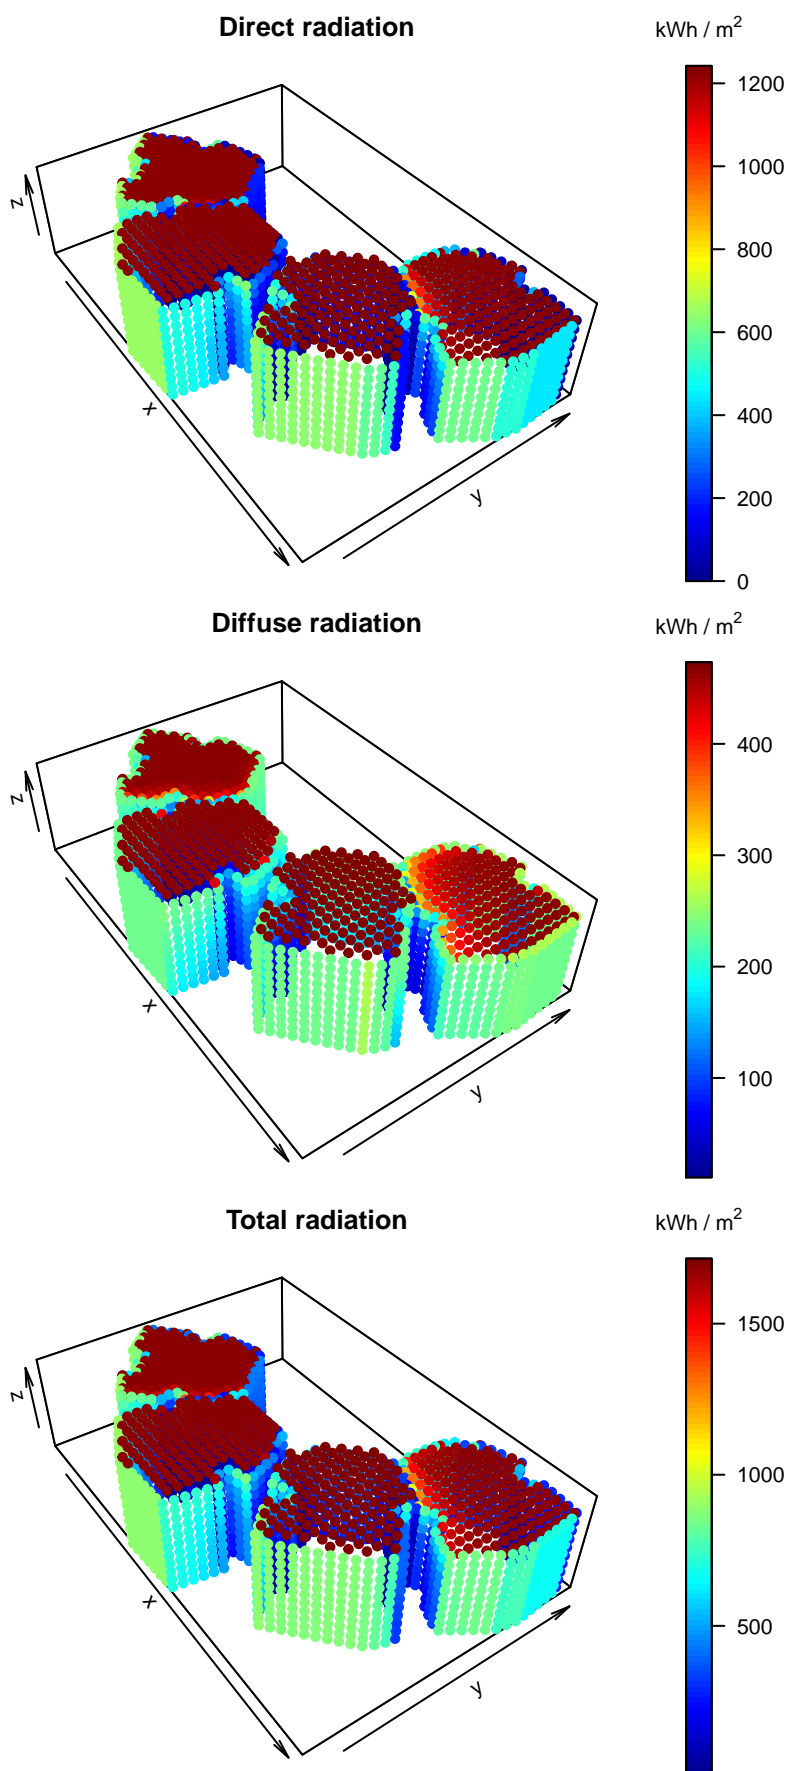 Direct radiation
kWh / m²
1200
1000
800
600
400
200
0
z
x
y
Diffuse radiation
kWh / m²
400
300
200
100
z
x
y
Total radiation
kWh / m²
1500
1000
500
z
x
y